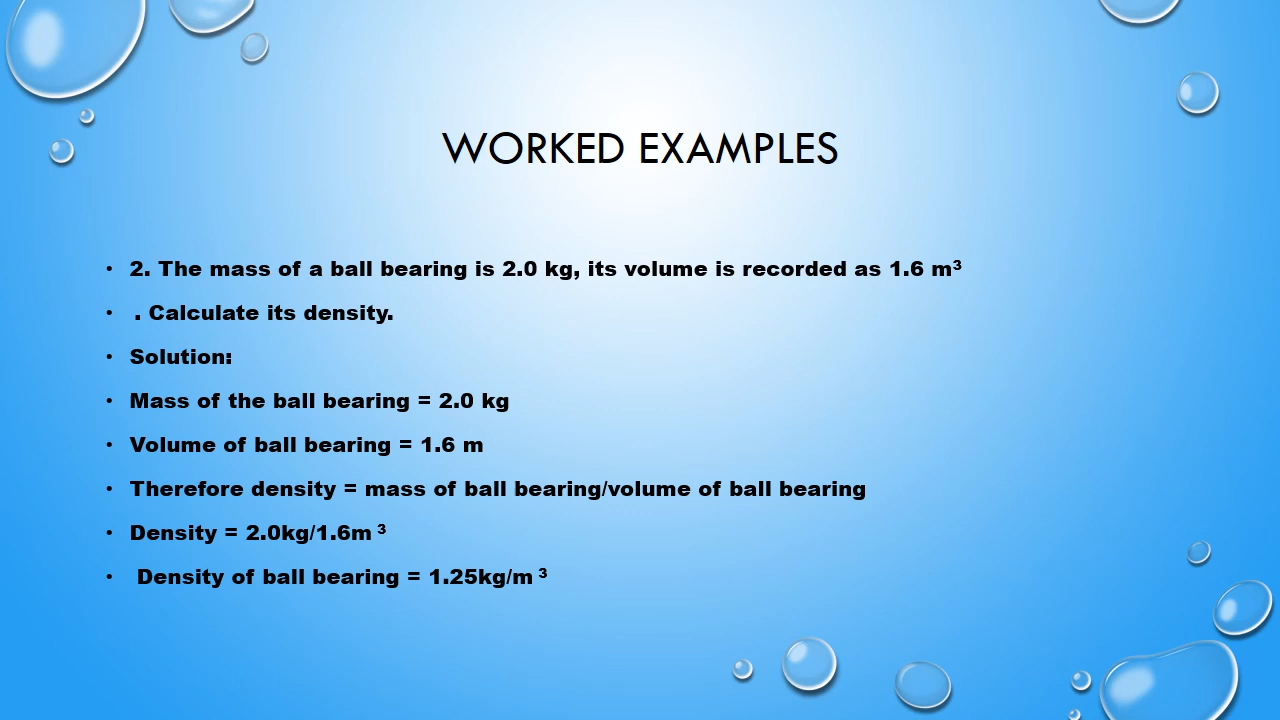 WORKED EXAMPLES
• 2. The mass of a ball bearing is 2.0 kg, its volume is recorded as 1.6 m³
• . Calculate its density.
• Solution:
• Mass of the ball bearing = 2.0 kg
• Volume of ball bearing = 1.6 m
• Therefore density = mass of ball bearing/volume of ball bearing
• Density = 2.0kg/1.6m ³
• Density of ball bearing = 1.25kg/m ³